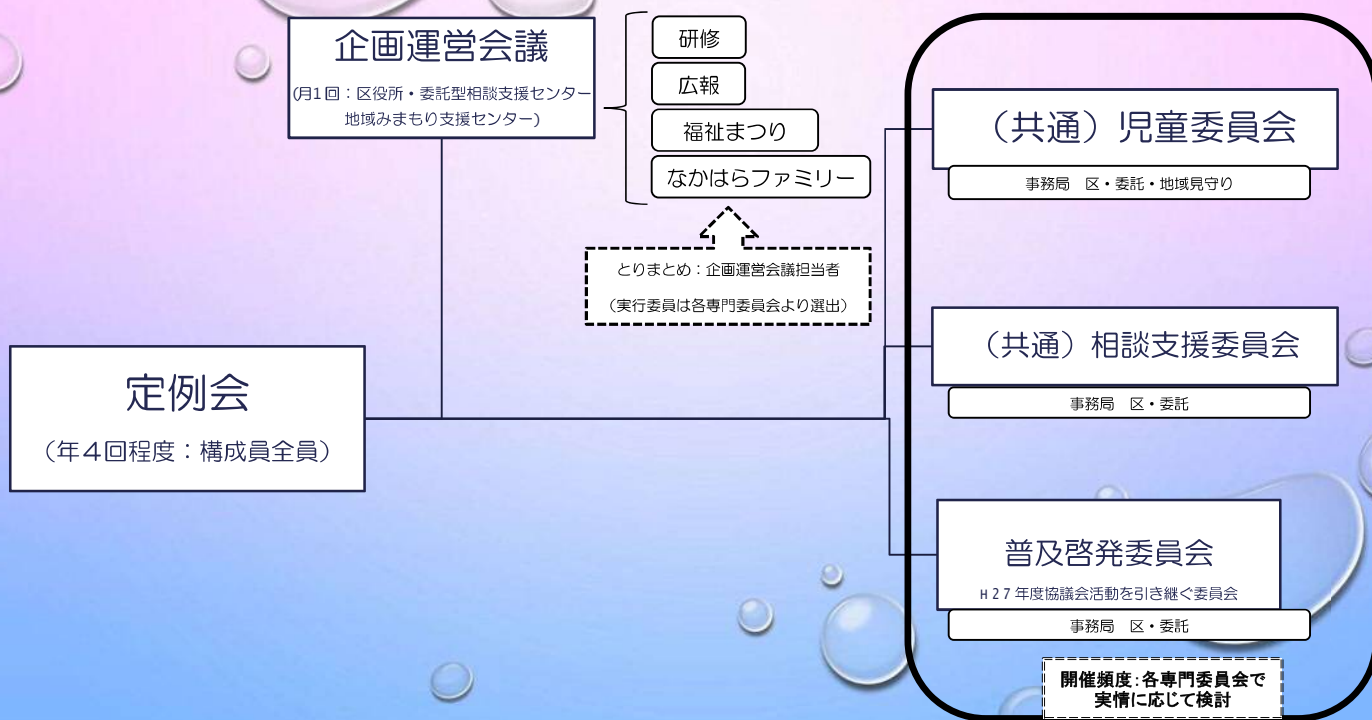 企画運営会議
(月1回：区役所・委託型相談支援センター
地域みまもり支援センター)
研修
広報
福祉まつり
なかはらファミリー
とりまとめ：企画運営会議担当者
（実行委員は各専門委員会より選出）
定例会
（年４回程度：構成員全員）
（共通）児童委員会
事務局　区・委託・地域見守り
（共通）相談支援委員会
事務局　区・委託
普及啓発委員会
H２７年度協議会活動を引き継ぐ委員会
事務局　区・委託
開催頻度：各専門委員会で
実情に応じて検討